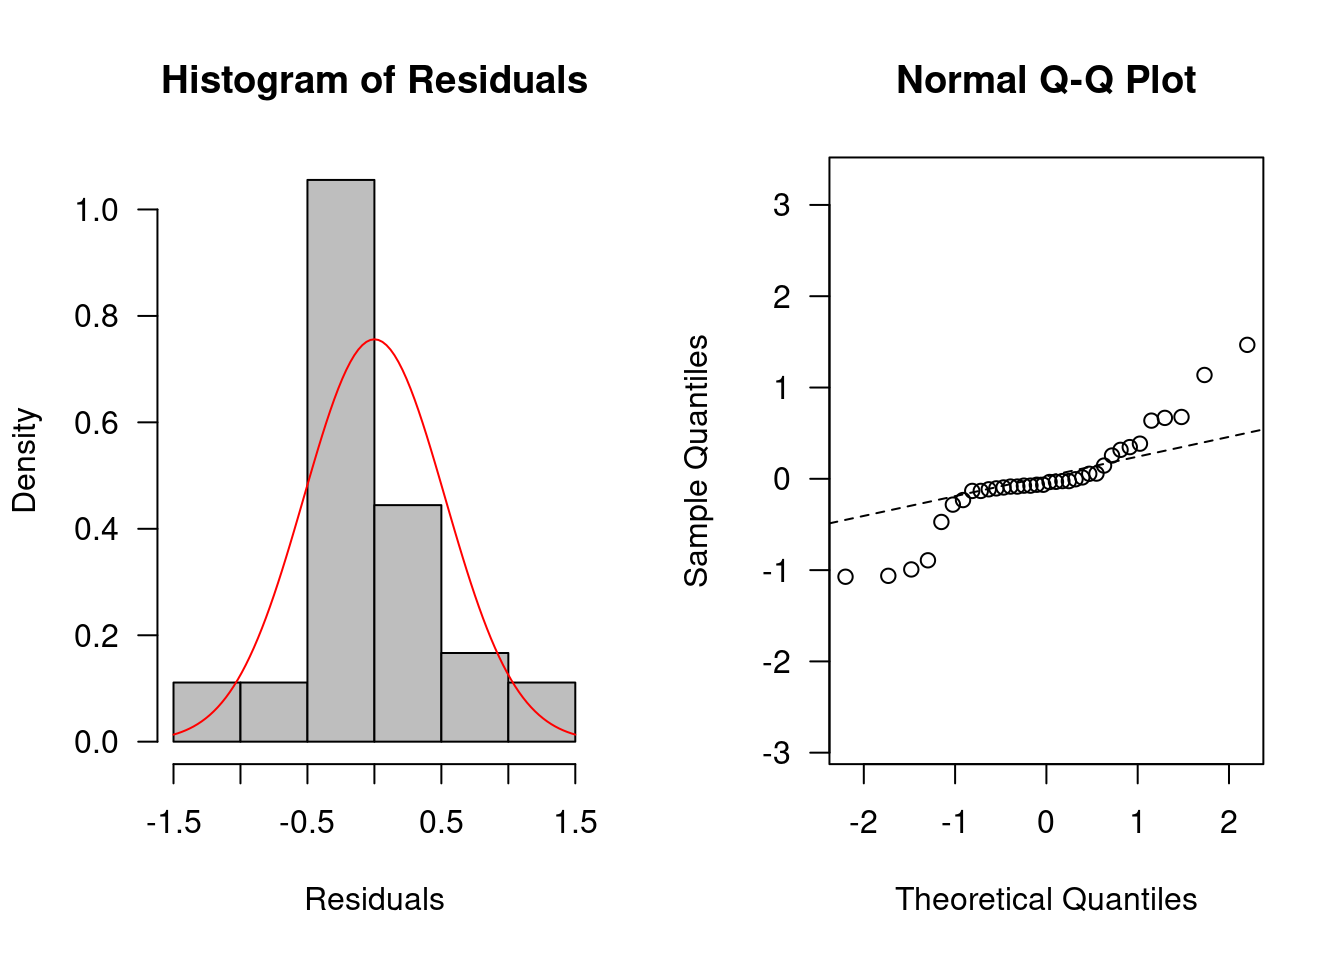 Histogram of Residuals
Density
1.0
0.8
0.6
0.4
0.2
0.0
-1.5 -0.5 0.5 1.5
Residuals
Normal Q-Q Plot
Sample Quantiles
3
2
1
0
-1
-2
-3
-2 -1 0 1 2
Theoretical Quantiles